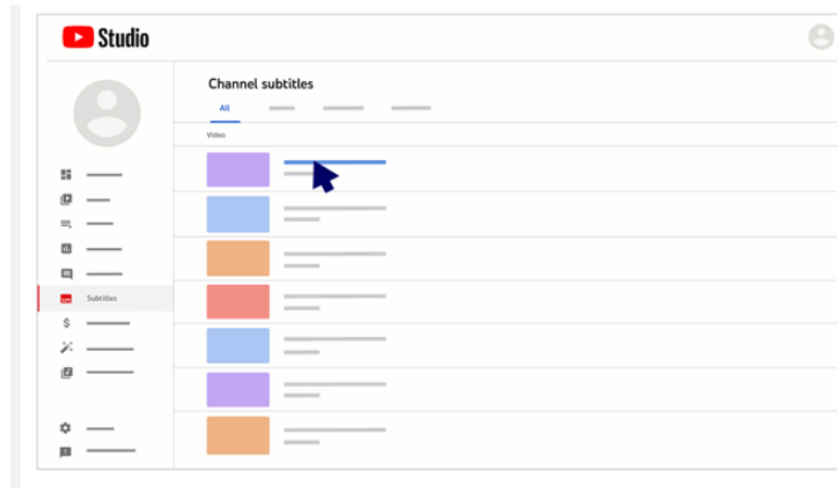 Studio
Channel subtitles
All
Video
Subtitles
$